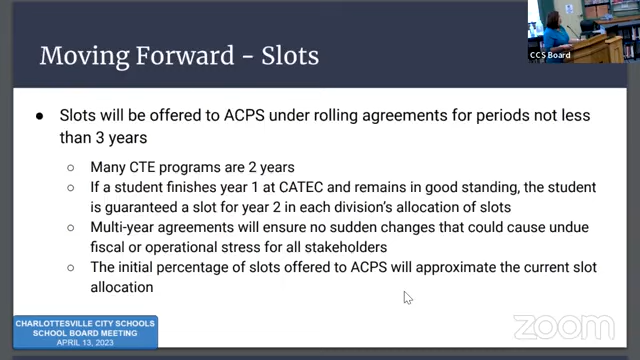 Moving Forward - Slots
CCS Board
● Slots will be offered to ACPS under rolling agreements for periods not less
than 3 years
○ Many CTE programs are 2 years
○ If a student finishes year 1 at CATEC and remains in good standing, the student
is guaranteed a slot for year 2 in each division's allocation of slots
○ Multi-year agreements will ensure no sudden changes that could cause undue
fiscal or operational stress for all stakeholders
○ The initial percentage of slots offered to ACPS will approximate the current slot
allocation
CHARLOTTESVILLE CITY SCHOOLS
SCHOOL BOARD MEETING
APRIL 13, 2023
zoom